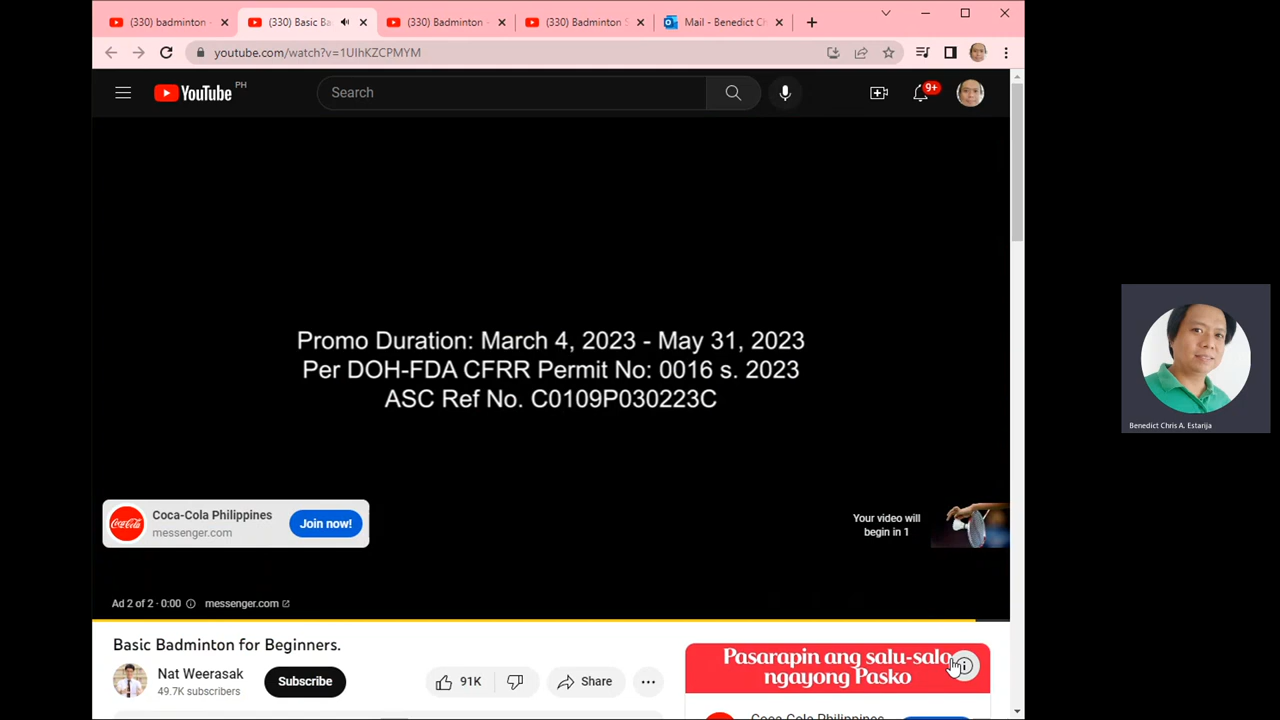 (330) badminton
(330) Basic Ba
(330) Badminton
(330) Badminton S
Mail - Benedict Ch
youtube.com/watch?v=1UIhKZCPMYM
YouTube PH
Search
9+
Promo Duration: March 4, 2023 - May 31, 2023
Per DOH-FDA CFRR Permit No: 0016 s. 2023
ASC Ref No. C0109P030223C
Coca-Cola Philippines
messenger.com
Join now!
Your video will
begin in 1
Ad 2 of 2 · 0:00
messenger.com
Basic Badminton for Beginners.
Nat Weerasak
49.7K subscribers
Subscribe
91K
Share
Pasarapin ang salu-salo
ngayong Pasko
Coca-Cola Philippines
Benedict Chris A. Estarija